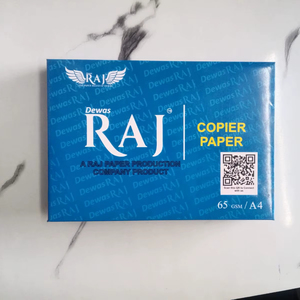 RAJ
Dewas
RAJ
COPIER
PAPER
A RAJ PAPER PRODUCTION
COMPANY PRODUCT
65 GSM / A4